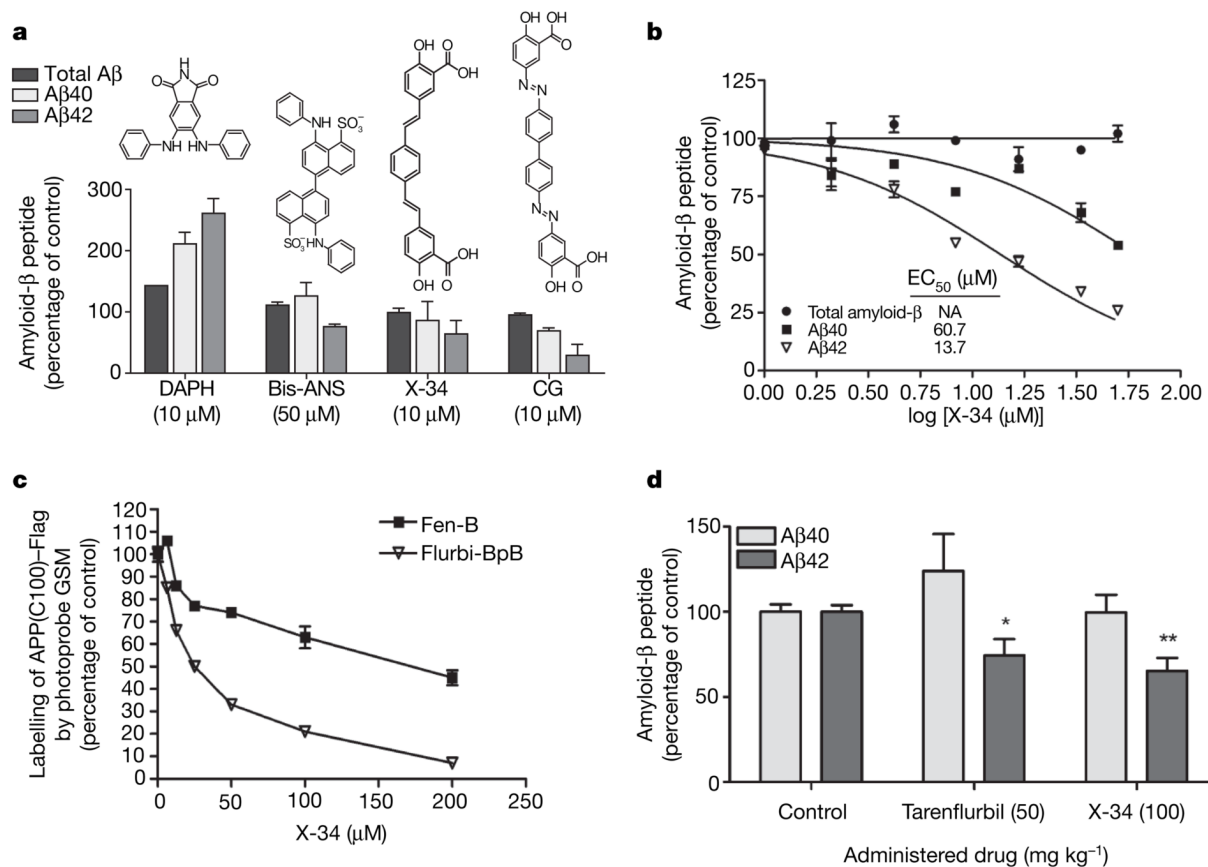 a
Total Aβ
Aβ40
Aβ42
H
N
O
O
NH
HN
NH
SO₃⁻
SO₃⁻
HN
OH
OH
O
OH
O
OH
OH
OH
O
N
N
N
N
OH
OH
O
Amyloid-β peptide
(percentage of control)
300
200
100
0
DAPH
(10 μM)
Bis-ANS
(50 μM)
X-34
(10 μM)
CG
(10 μM)
b
Amyloid-β peptide
(percentage of control)
125
100
75
50
25
0
EC₅₀ (μM)
Total amyloid-β NA
Aβ40 60.7
Aβ42 13.7
0.00 0.25 0.50 0.75 1.00 1.25 1.50 1.75 2.00
log [X-34 (μM)]
c
Labelling of APP(C100)–Flag
by photoprobe GSM
(percentage of control)
120
110
100
90
80
70
60
50
40
30
20
10
0
Fen-B
Flurbi-BpB
0 50 100 150 200 250
X-34 (μM)
d
Amyloid-β peptide
(percentage of control)
150
100
50
0
Aβ40
Aβ42
*
**
Control Tarenflurbil (50) X-34 (100)
Administered drug (mg kg⁻¹)